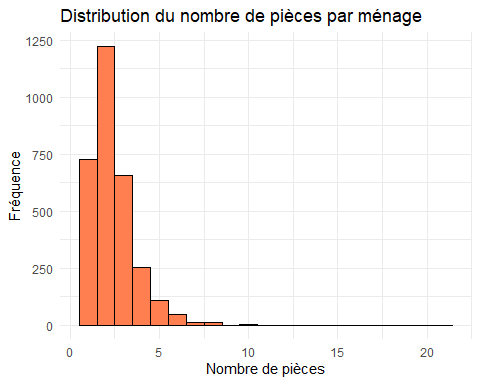 Distribution du nombre de pièces par ménage
1250
1000
750
500
250
0
0 5 10 15 20
Fréquence
Nombre de pièces